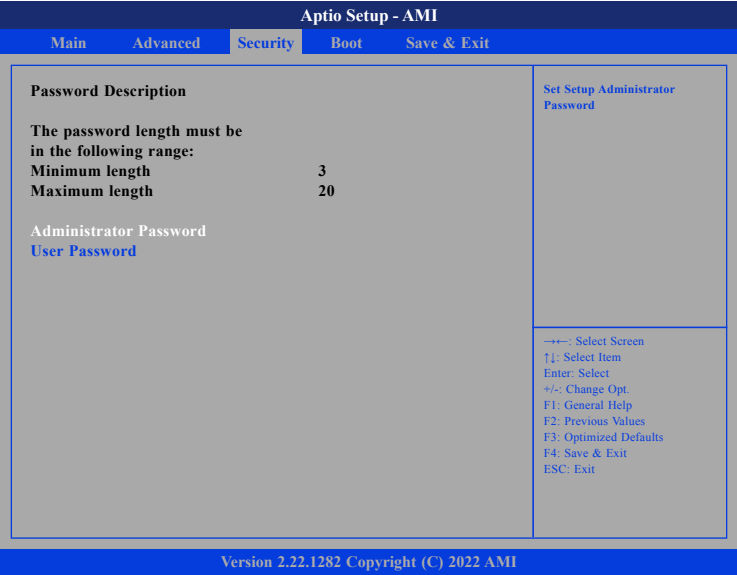 Aptio Setup - AMI
Main Advanced Security Boot Save & Exit
Password Description
The password length must be
in the following range:
Minimum length 3
Maximum length 20
Administrator Password
User Password
Set Setup Administrator
Password
→←: Select Screen
↑↓: Select Item
Enter: Select
+/-: Change Opt.
F1: General Help
F2: Previous Values
F3: Optimized Defaults
F4: Save & Exit
ESC: Exit
Version 2.22.1282 Copyright (C) 2022 AMI